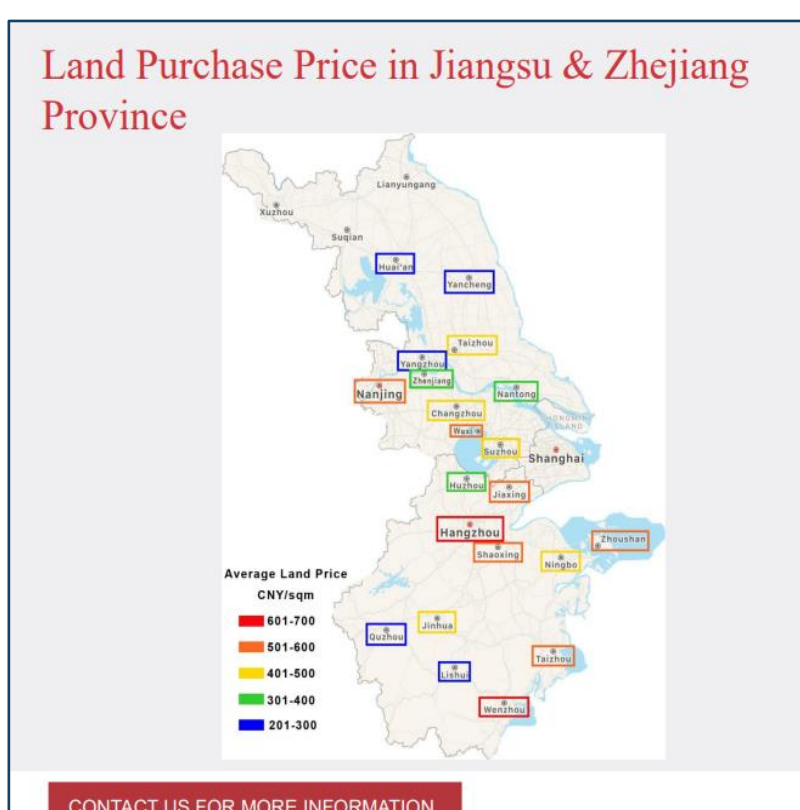 Land Purchase Price in Jiangsu & Zhejiang
Province
Lianyungang
Xuzhou
Suqian
Huai'an
Yancheng
Taizhou
Yangzhou
Zhenjiang
Nanjing
Nantong
Changzhou
Wuxi
Suzhou
Shanghai
Huzhou
Jiaxing
Hangzhou
Zhoushan
Shaoxing
Ningbo
Average Land Price
CNY/sqm
601-700
501-600
401-500
301-400
201-300
Jinhua
Quzhou
Taizhou
Lishui
Wenzhou
CONTACT US FOR MORE INFORMATION